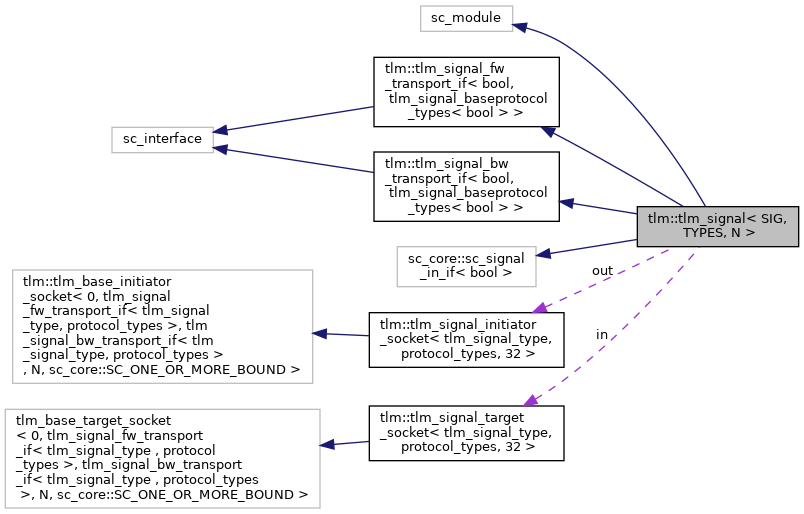 sc_module
tlm::tlm_signal_fw
_transport_if< bool,
tlm_signal_baseprotocol
_types< bool > >
sc_interface
tlm::tlm_signal_bw
_transport_if< bool,
tlm_signal_baseprotocol
_types< bool > >
tlm::tlm_signal< SIG,
TYPES, N >
sc_core::sc_signal
_in_if< bool >
out
tlm::tlm_base_initiator
_socket< 0, tlm_signal
_fw_transport_if< tlm_signal
_type, protocol_types >, tlm
_signal_bw_transport_if< tlm
_signal_type, protocol_types >
, N, sc_core::SC_ONE_OR_MORE_BOUND >
tlm::tlm_signal_initiator
_socket< tlm_signal_type,
protocol_types, 32 >
in
tlm_base_target_socket
< 0, tlm_signal_fw_transport
_if< tlm_signal_type , protocol
_types >, tlm_signal_bw_transport
_if< tlm_signal_type , protocol_types
>, N, sc_core::SC_ONE_OR_MORE_BOUND >
tlm::tlm_signal_target
_socket< tlm_signal_type,
protocol_types, 32 >